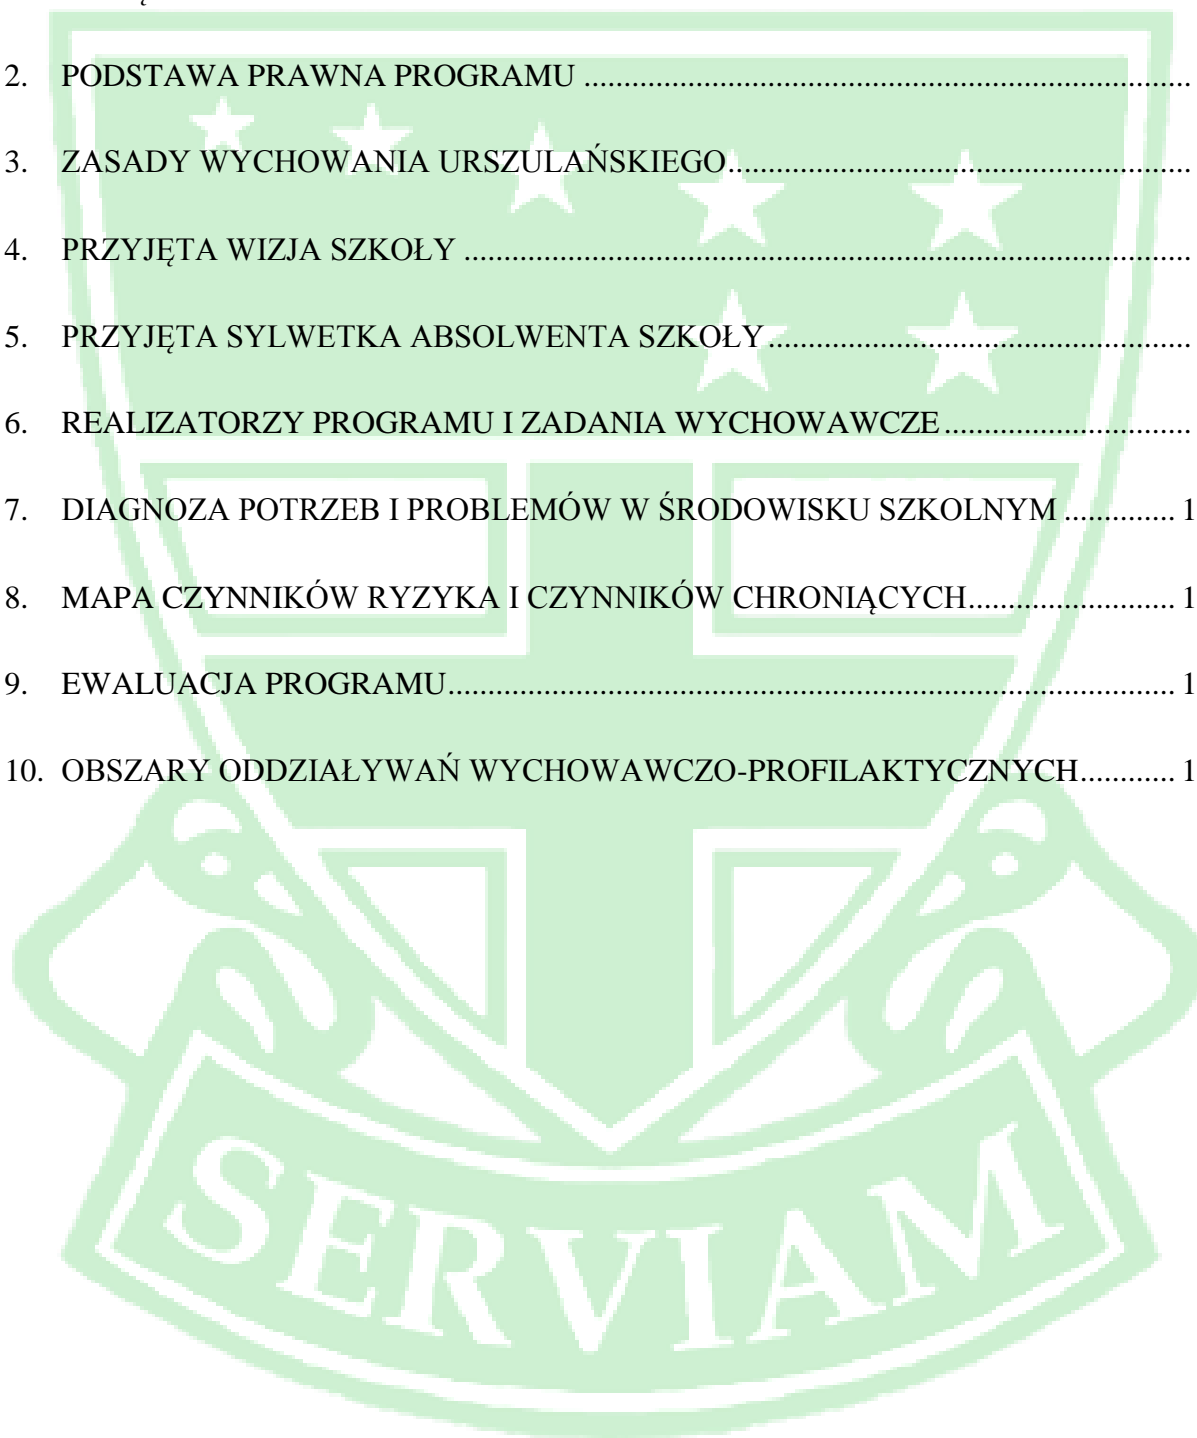 2. PODSTAWA PRAWNA PROGRAMU ............................................................................
3. ZASADY WYCHOWANIA URSZULAŃSKIEGO..........................................................
4. PRZYJĘTA WIZJA SZKOŁY ...........................................................................................
5. PRZYJĘTA SYLWETKA ABSOLWENTA SZKOŁY .....................................................
6. REALIZATORZY PROGRAMU I ZADANIA WYCHOWAWCZE ...............................
7. DIAGNOZA POTRZEB I PROBLEMÓW W ŚRODOWISKU SZKOLNYM .............. 1
8. MAPA CZYNNIKÓW RYZYKA I CZYNNIKÓW CHRONIĄCYCH.......................... 1
9. EWALUACJA PROGRAMU........................................................................................... 1
10. OBSZARY ODDZIAŁYWAŃ WYCHOWAWCZO-PROFILAKTYCZNYCH............ 1
SERVIAM